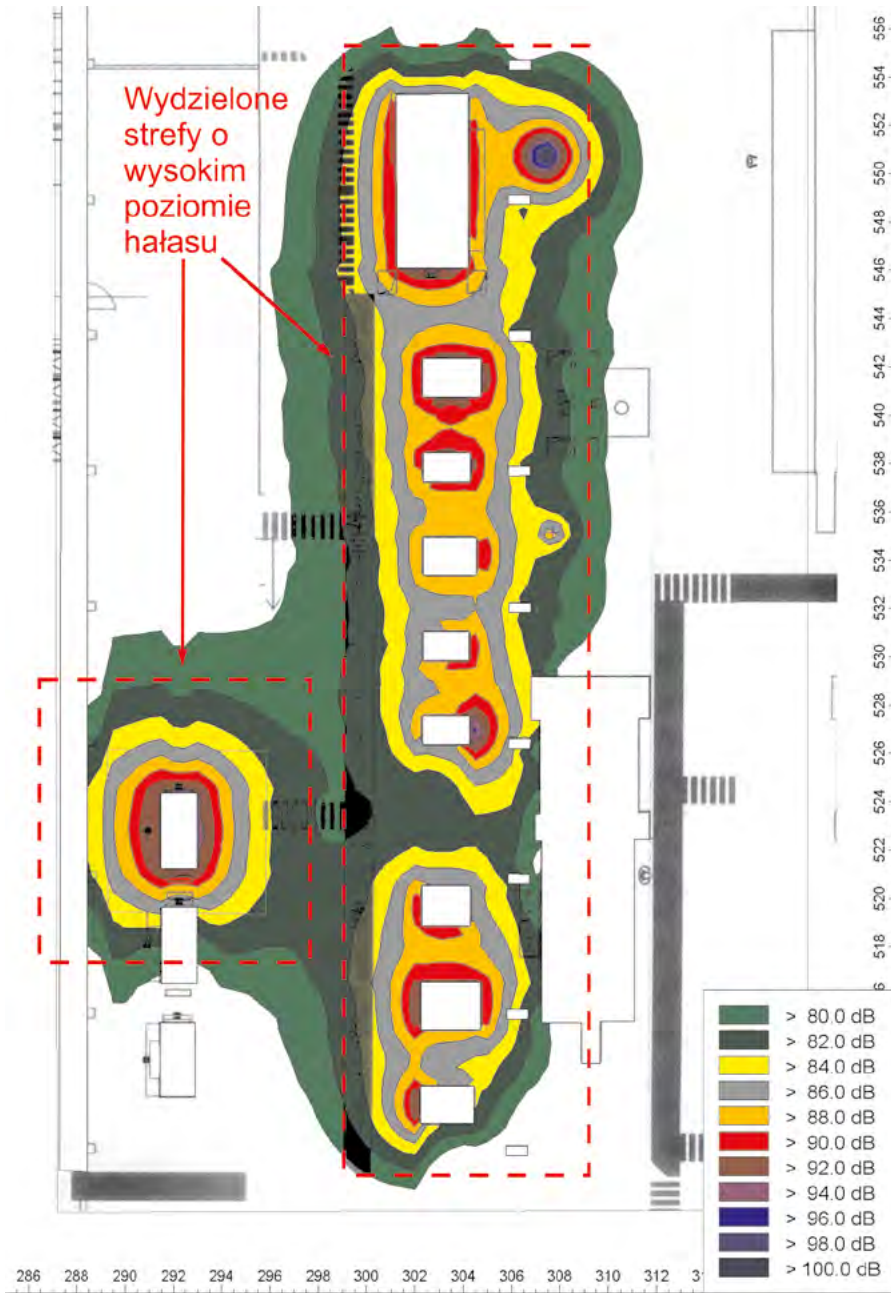 Wydzielone
strefy o
wysokim
poziomie
hałasu
556
554
552
550
548
546
544
542
540
538
536
534
532
530
528
526
524
522
520
518
6
> 80.0 dB
> 82.0 dB
> 84.0 dB
> 86.0 dB
> 88.0 dB
> 90.0 dB
> 92.0 dB
> 94.0 dB
> 96.0 dB
> 98.0 dB
> 100.0 dB
286 288 290 292 294 296 298 300 302 304 306 308 310 312 3